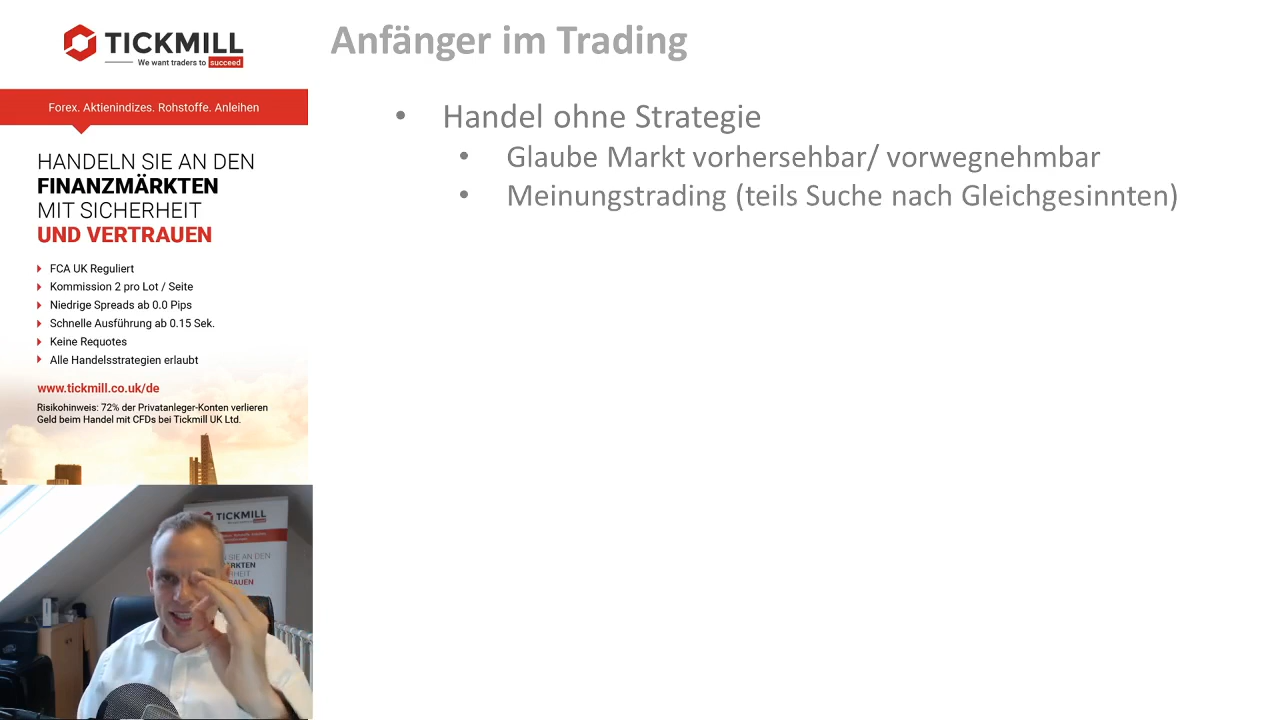 TICKMILL
We want traders to succeed
Forex. Aktienindizes. Rohstoffe. Anleihen
HANDELN SIE AN DEN
FINANZMÄRKTEN
MIT SICHERHEIT
UND VERTRAUEN
FCA UK Reguliert
Kommission 2 pro Lot / Seite
Niedrige Spreads ab 0.0 Pips
Schnelle Ausführung ab 0.15 Sek.
Keine Requotes
Alle Handelsstrategien erlaubt
www.tickmill.co.uk/de
Risikohinweis: 72% der Privatanleger-Konten verlieren
Geld beim Handel mit CFDs bei Tickmill UK Ltd.
Anfänger im Trading
• Handel ohne Strategie
• Glaube Markt vorhersehbar/ vorwegnehmbar
• Meinungstrading (teils Suche nach Gleichgesinnten)
TICKMILL
SIE AN DEN